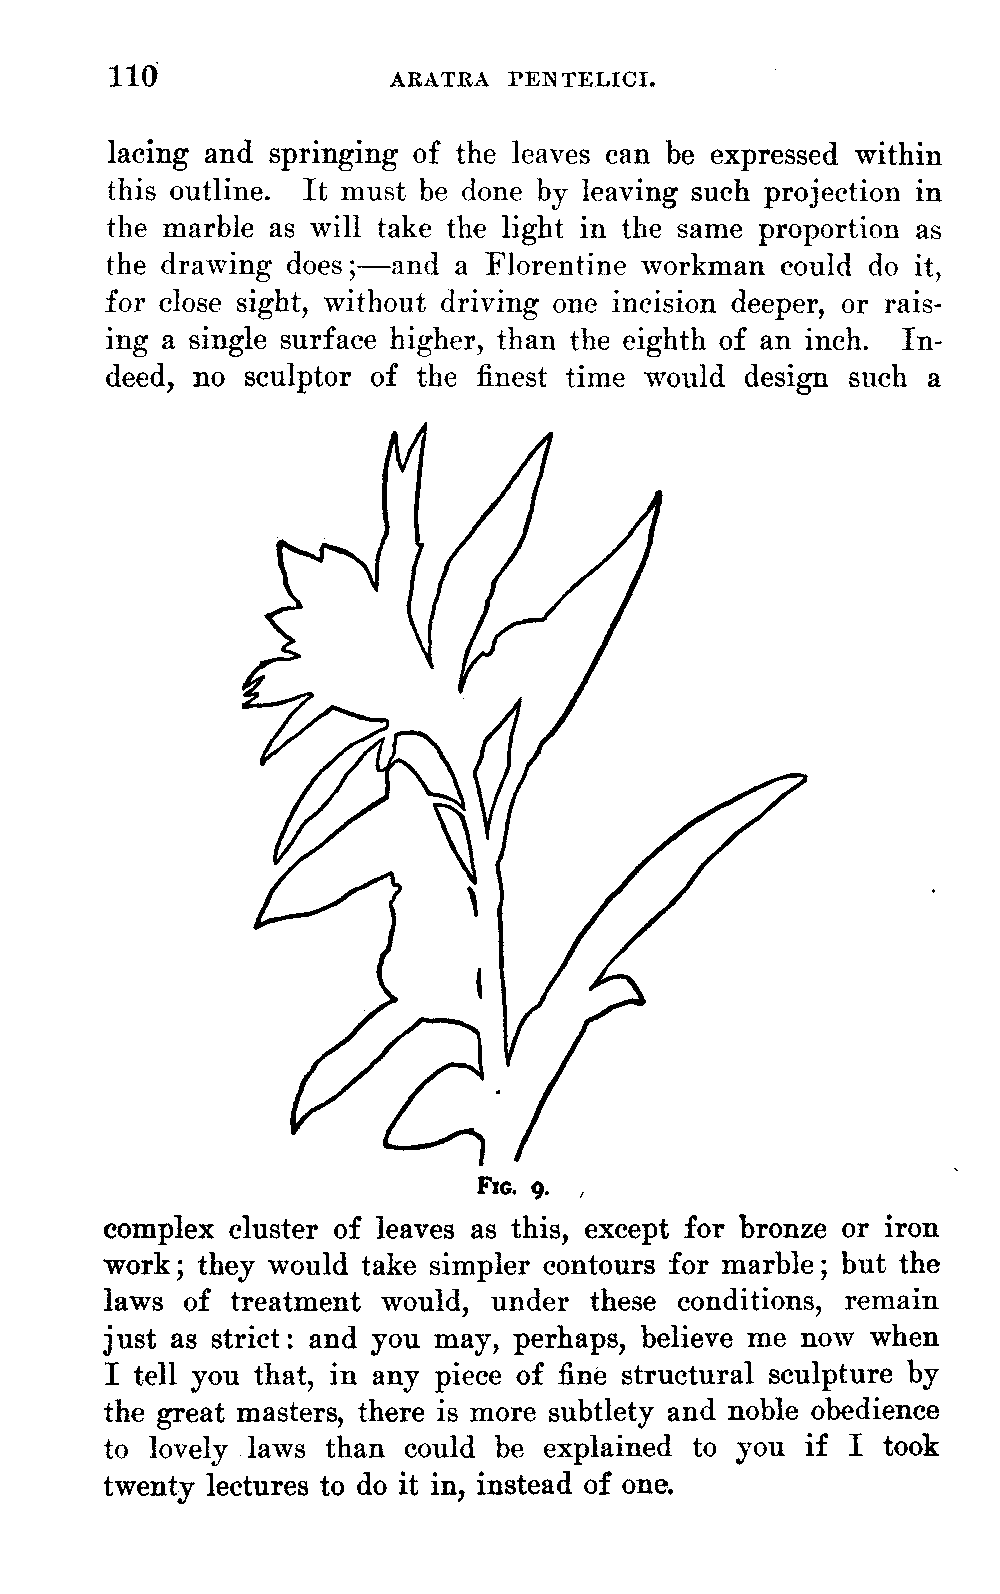 110 ARATRA PENTELICI.
lacing and springing of the leaves can be expressed within
this outline. It must be done by leaving such projection in
the marble as will take the light in the same proportion as
the drawing does;—and a Florentine workman could do it,
for close sight, without driving one incision deeper, or rais-
ing a single surface higher, than the eighth of an inch. In-
deed, no sculptor of the finest time would design such a
FIG. 9.
complex cluster of leaves as this, except for bronze or iron
work; they would take simpler contours for marble; but the
laws of treatment would, under these conditions, remain
just as strict: and you may, perhaps, believe me now when
I tell you that, in any piece of fine structural sculpture by
the great masters, there is more subtlety and noble obedience
to lovely laws than could be explained to you if I took
twenty lectures to do it in, instead of one.